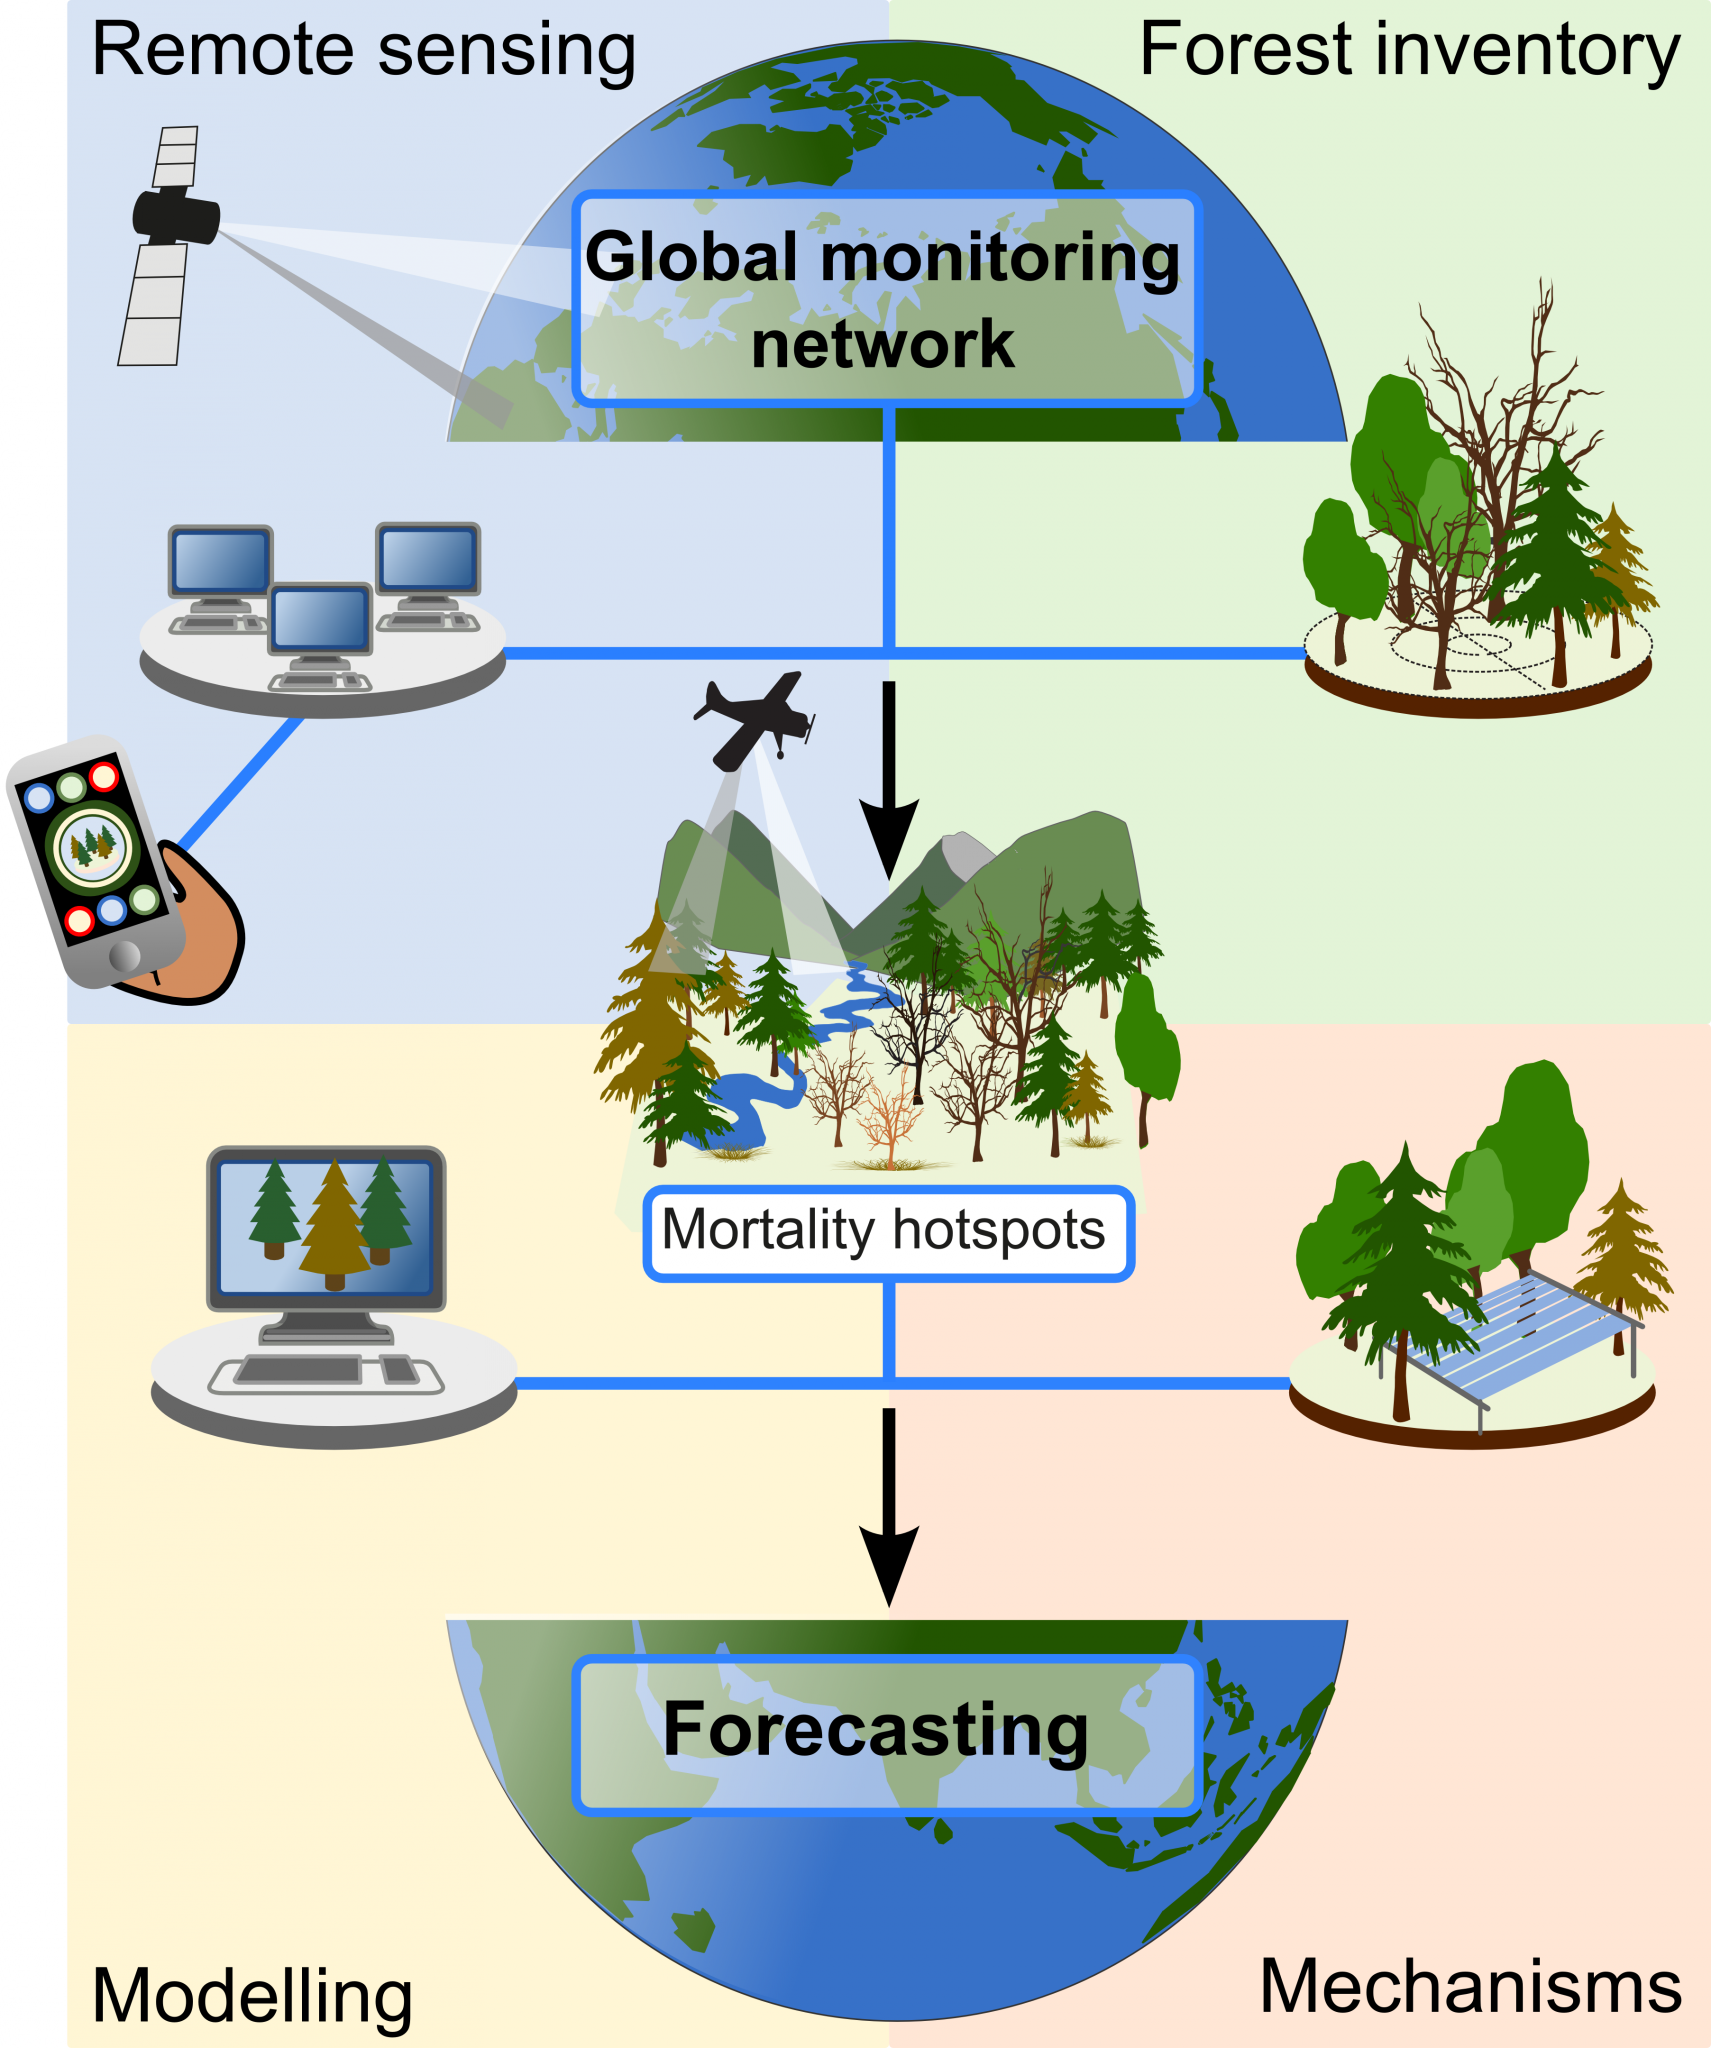 Remote sensing
Forest inventory
Global monitoring
network
Mortality hotspots
Forecasting
Modelling
Mechanisms